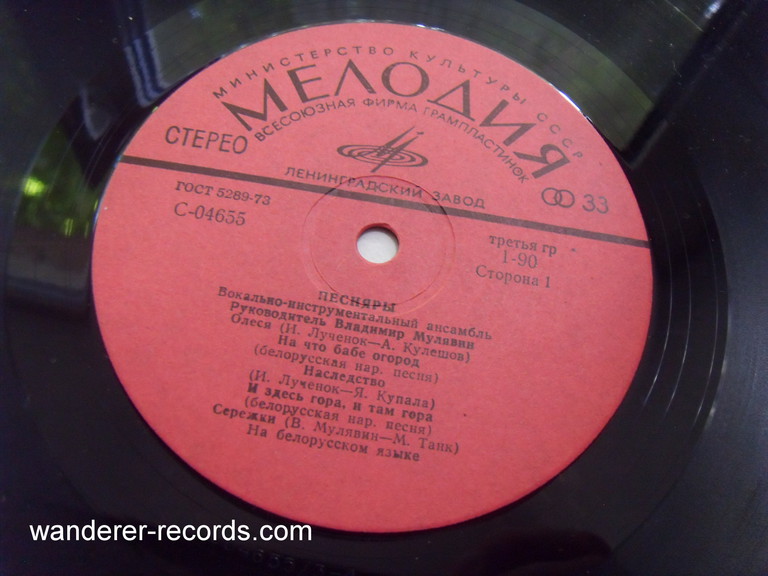 МИНИСТЕРСТВО КУЛЬТУРЫ СССР
МЕЛОДИЯ
ВСЕСОЮЗНАЯ ФИРМА ГРАМПЛАСТИНОК
СТЕРЕО
33
ЛЕНИНГРАДСКИЙ ЗАВОД
ГОСТ 5289-73
С-04655
третья гр
1-90
Сторона 1
ПЕСНЯРЫ
Вокально-инструментальный ансамбль
Руководитель Владимир Мулявин
Олеся (И. Лученок—А. Кулешов)
На что бабе огород
(белорусская нар. песня)
Наследство
(И. Лученок—Я. Купала)
И здесь гора, и там гора
(белорусская нар. песня)
Сережки (В. Мулявин—М. Танк)
На белорусском языке
wanderer-records.com